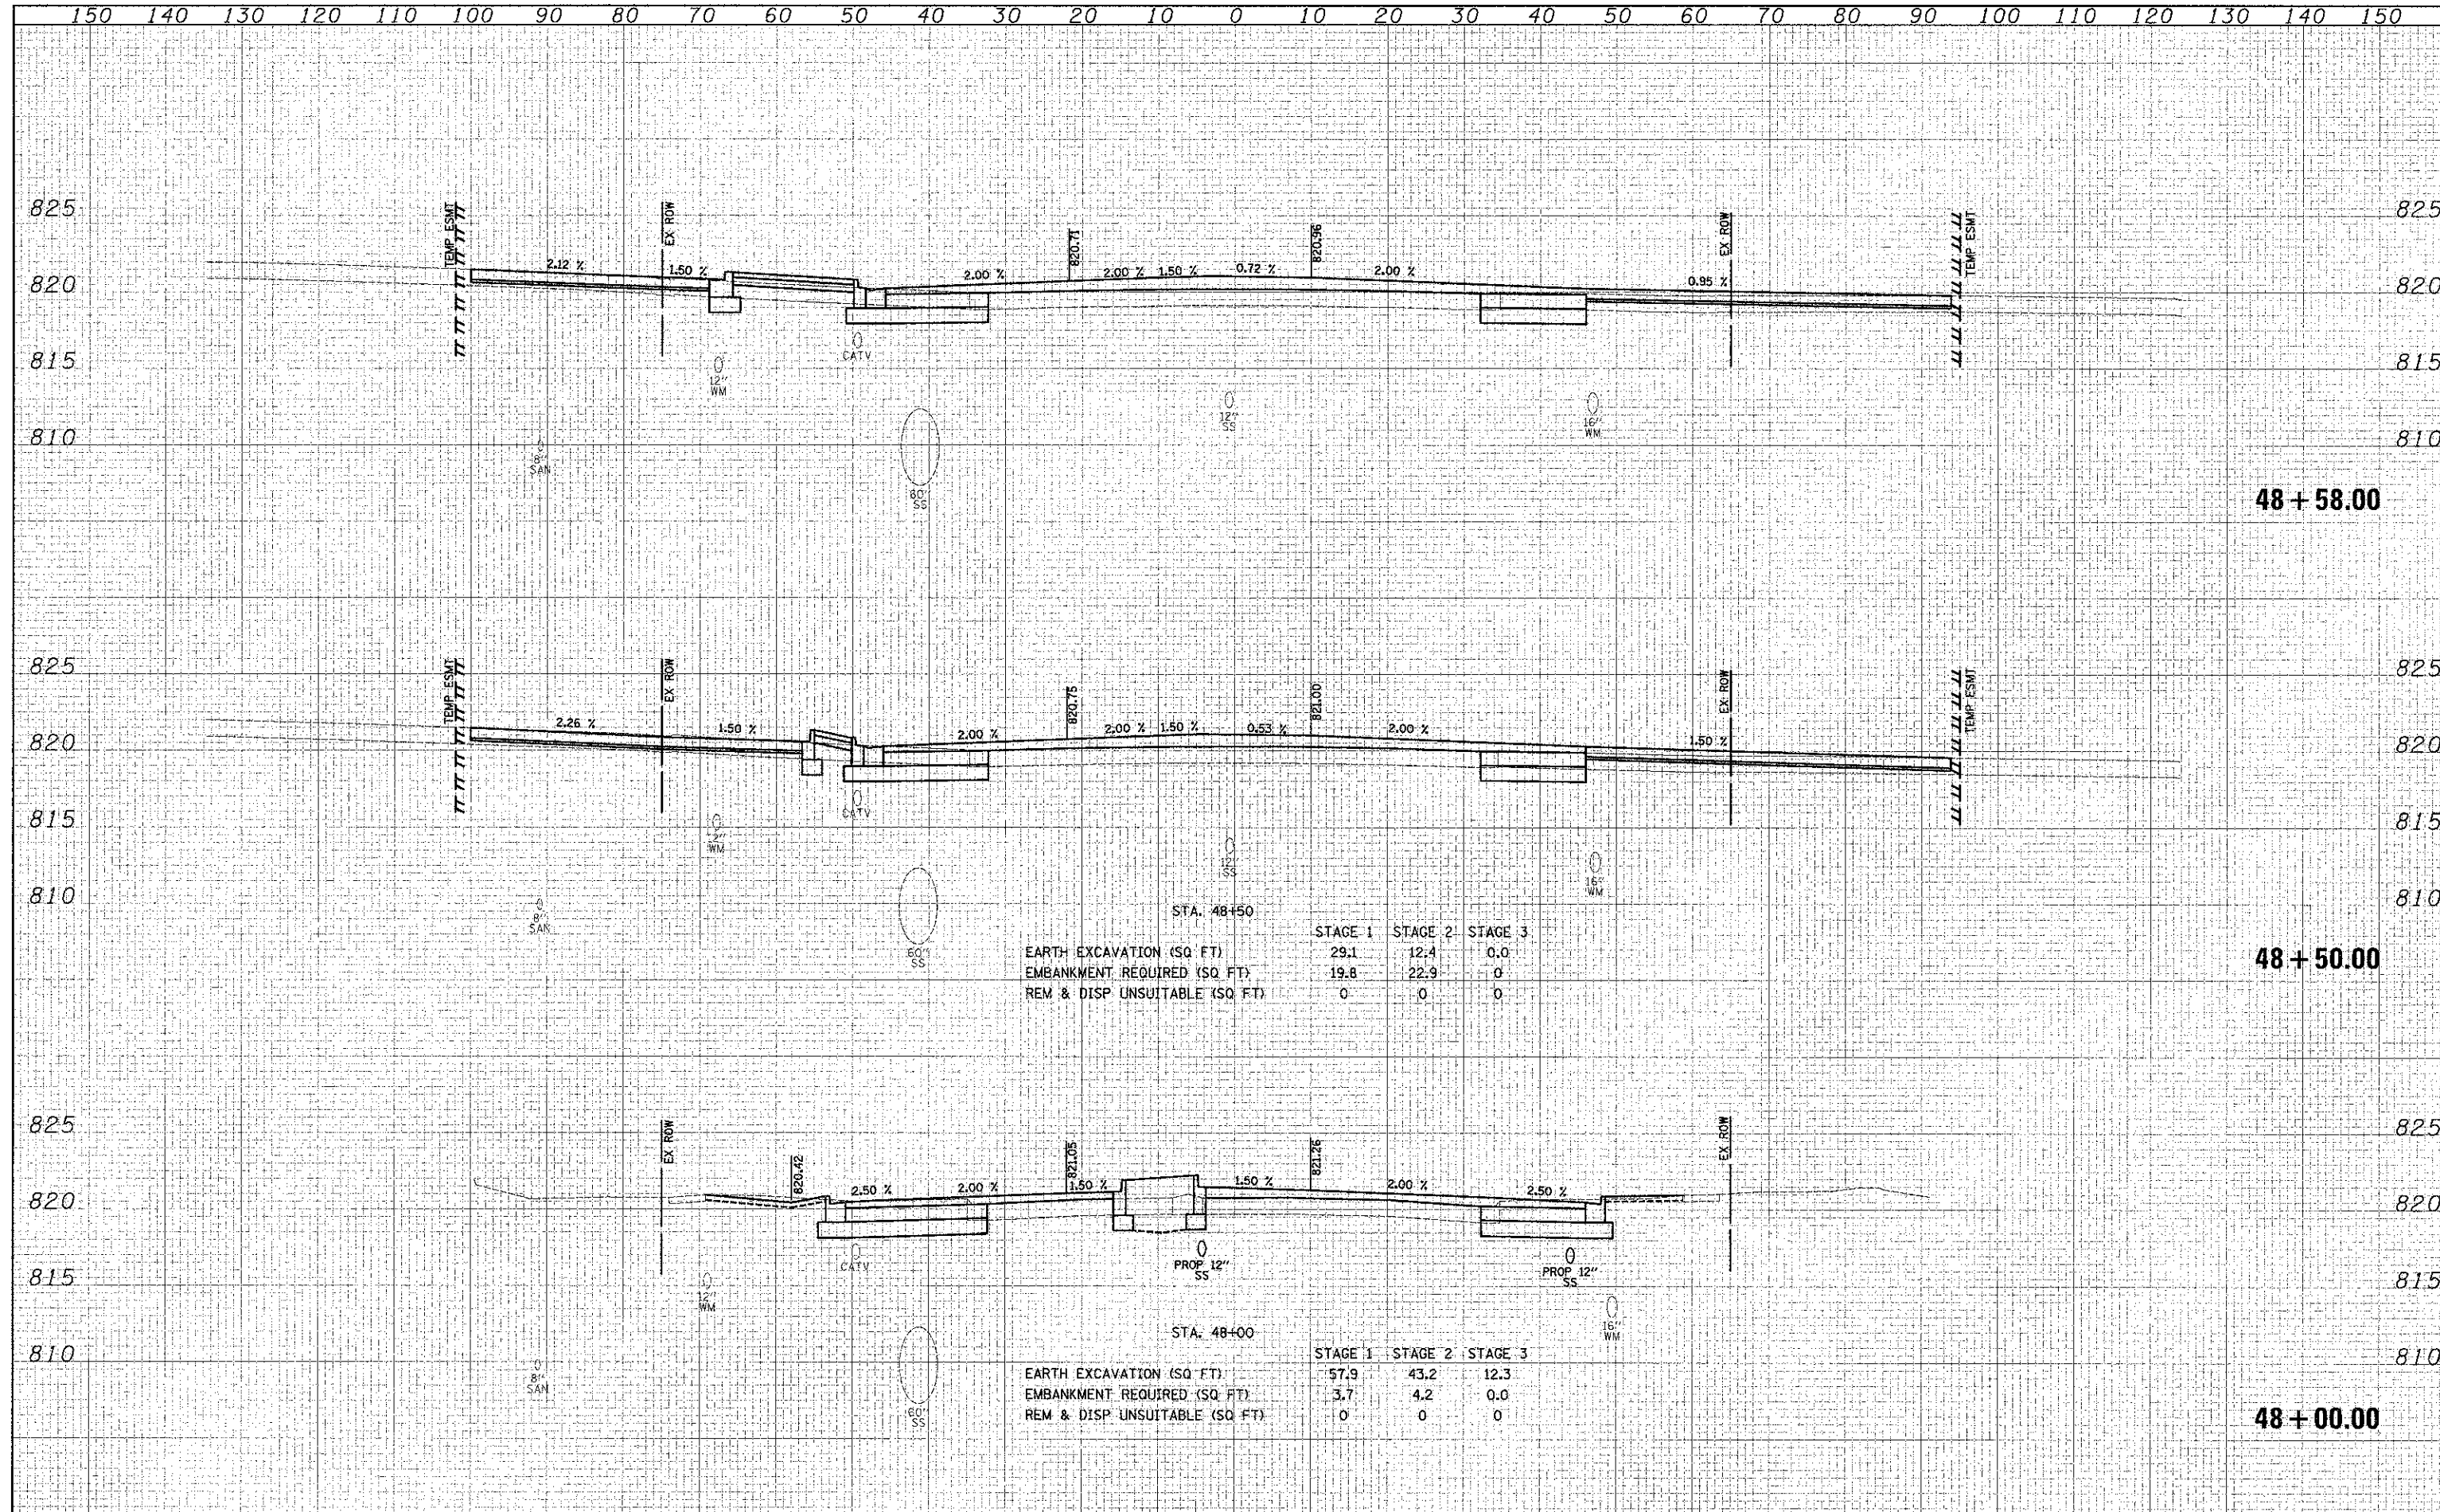 150 140 130 120 110 100 90 80 70 60 50 40 30 20 10 0 10 20 30 40 50 60 70 80 90 100 110 120 130 140 150
825 TEMP ESMT EX ROW 820.71 820.96 EX ROW TEMP ESMT 825
820 2.12 % 1.50 % 2.00 % 2.00 % 1.50 % 0.72 % 2.00 % 0.95 % 820
815 CATV 815
12" WM
12" SS
16" WM
810 8" SAN 810
60" SS
48 + 58.00
825 TEMP ESMT EX ROW 820.75 821.00 EX ROW TEMP ESMT 825
820 2.26 % 1.50 % 2.00 % 2.00 % 1.50 % 0.53 % 2.00 % 1.50 % 820
815 CATV 815
12" WM
12" SS
16" WM
810 8" SAN 810
60" SS
STA. 48+50
STAGE 1 STAGE 2 STAGE 3
EARTH EXCAVATION (SQ FT) 29.1 12.4 0.0
EMBANKMENT REQUIRED (SQ FT) 19.8 22.9 0
REM & DISP UNSUITABLE (SQ FT) 0 0 0
48 + 50.00
825 EX ROW 820.42 821.05 821.26 EX ROW 825
820 2.50 % 2.00 % 1.50 % 1.50 % 2.00 % 2.50 % 820
CATV
PROP 12" SS
PROP 12" SS
815 12" WM 815
16" WM
810 8" SAN 810
60" SS
STA. 48+00
STAGE 1 STAGE 2 STAGE 3
EARTH EXCAVATION (SQ FT) 57.9 43.2 12.3
EMBANKMENT REQUIRED (SQ FT) 3.7 4.2 0.0
REM & DISP UNSUITABLE (SQ FT) 0 0 0
48 + 00.00